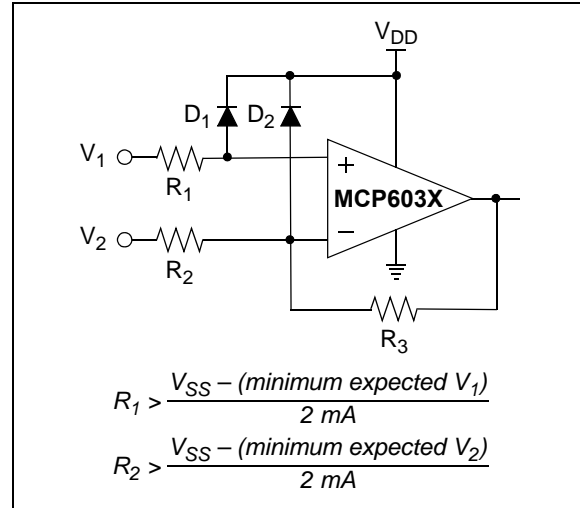 V_DD
D_1 D_2
V_1
R_1
+
MCP603X
V_2
R_2
–
R_3
R_1 > V_SS – (minimum expected V_1) / 2 mA
R_2 > V_SS – (minimum expected V_2) / 2 mA